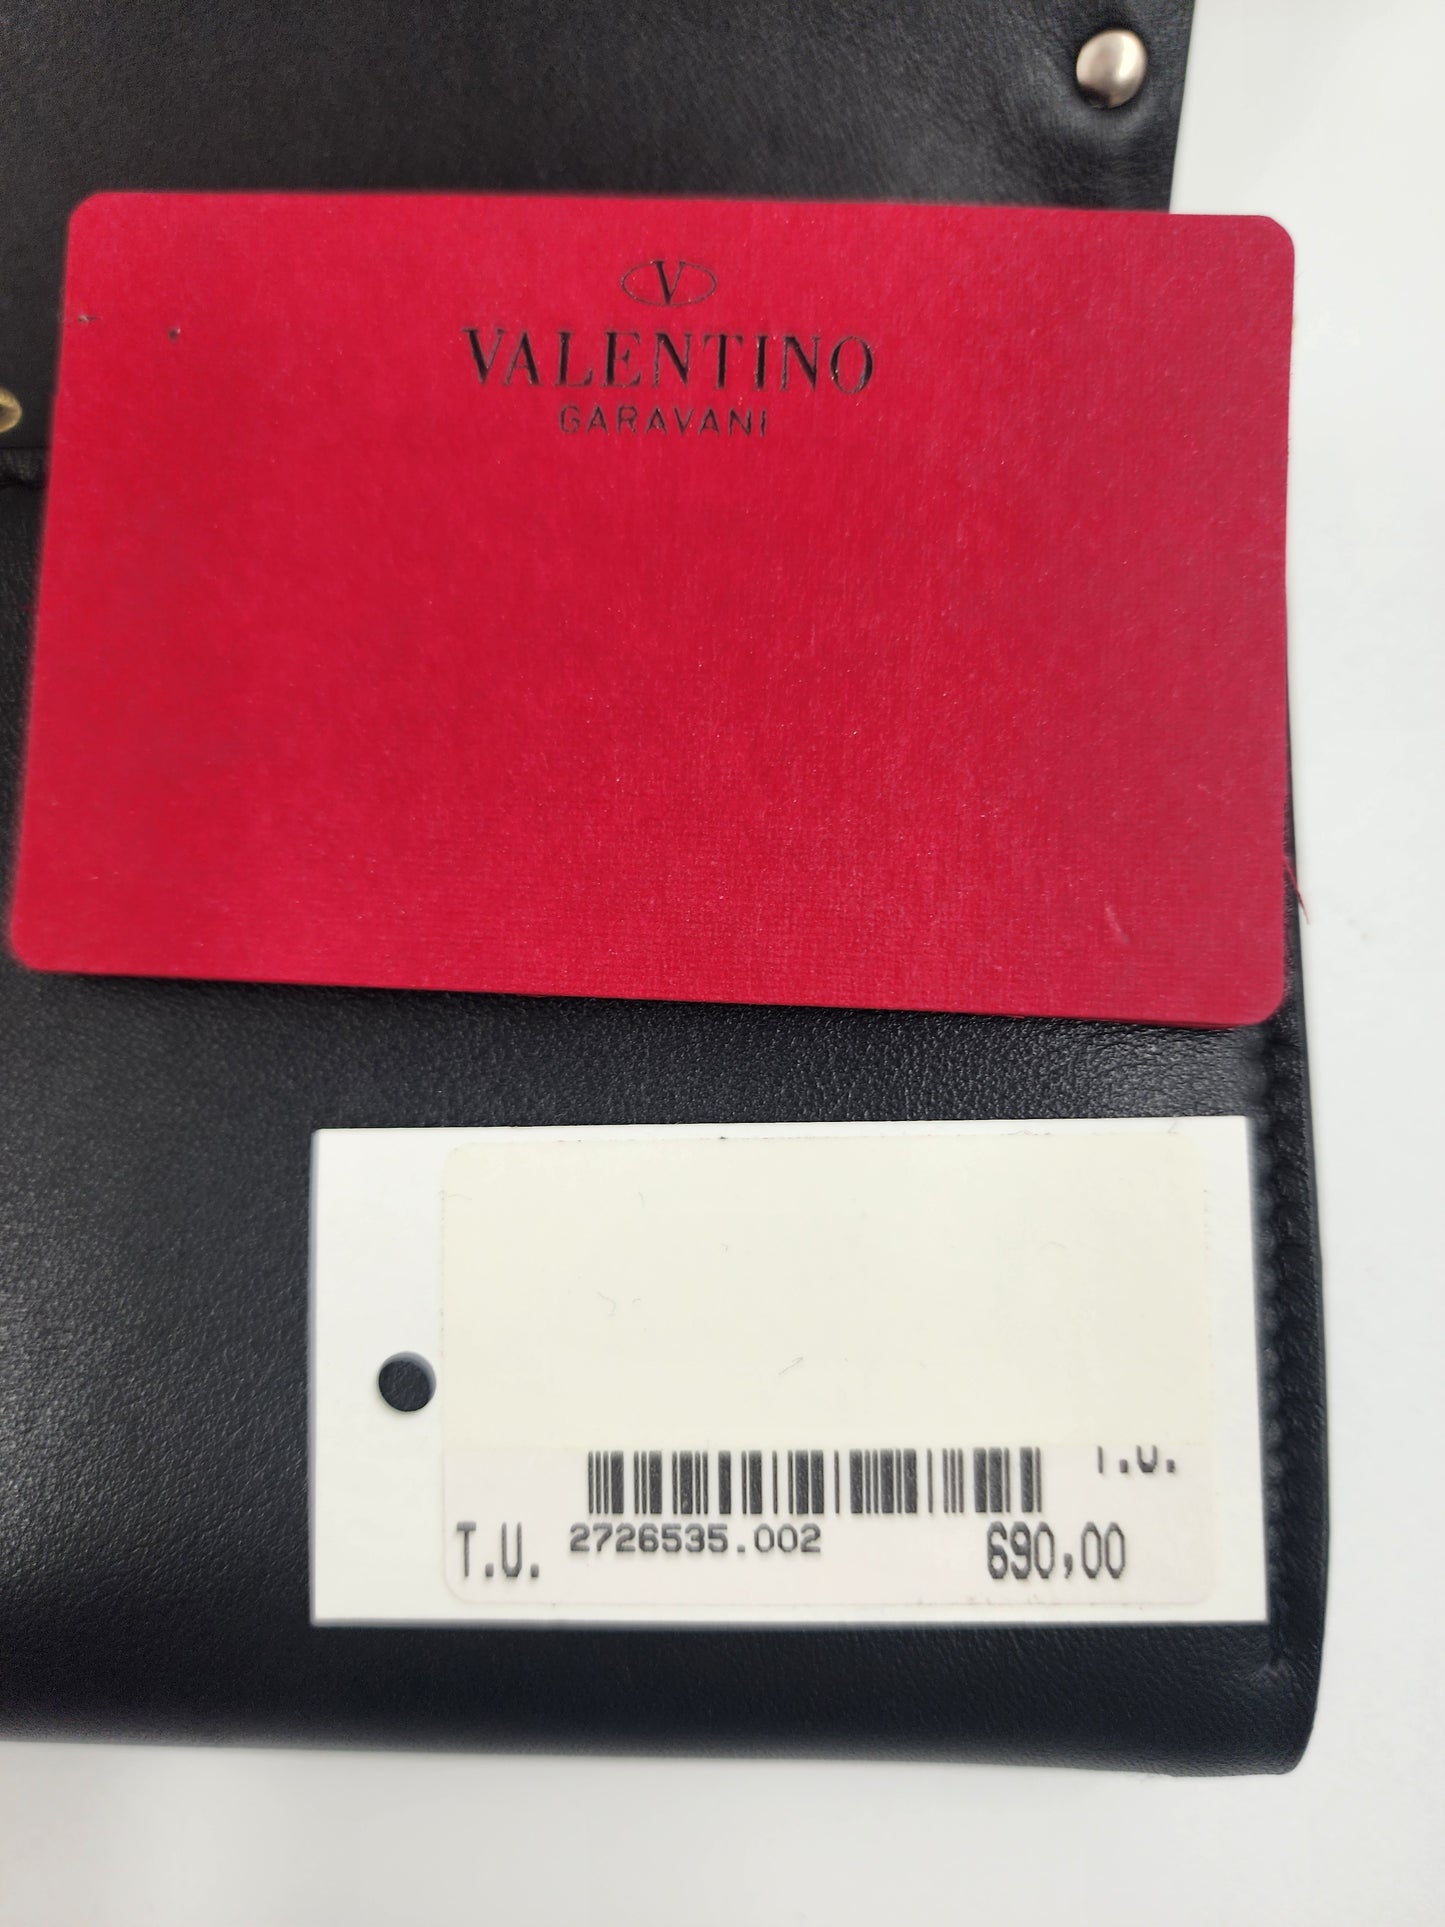 V
VALENTINO
GARAVANI
T.U.
T.U. 2726535.002 690,00